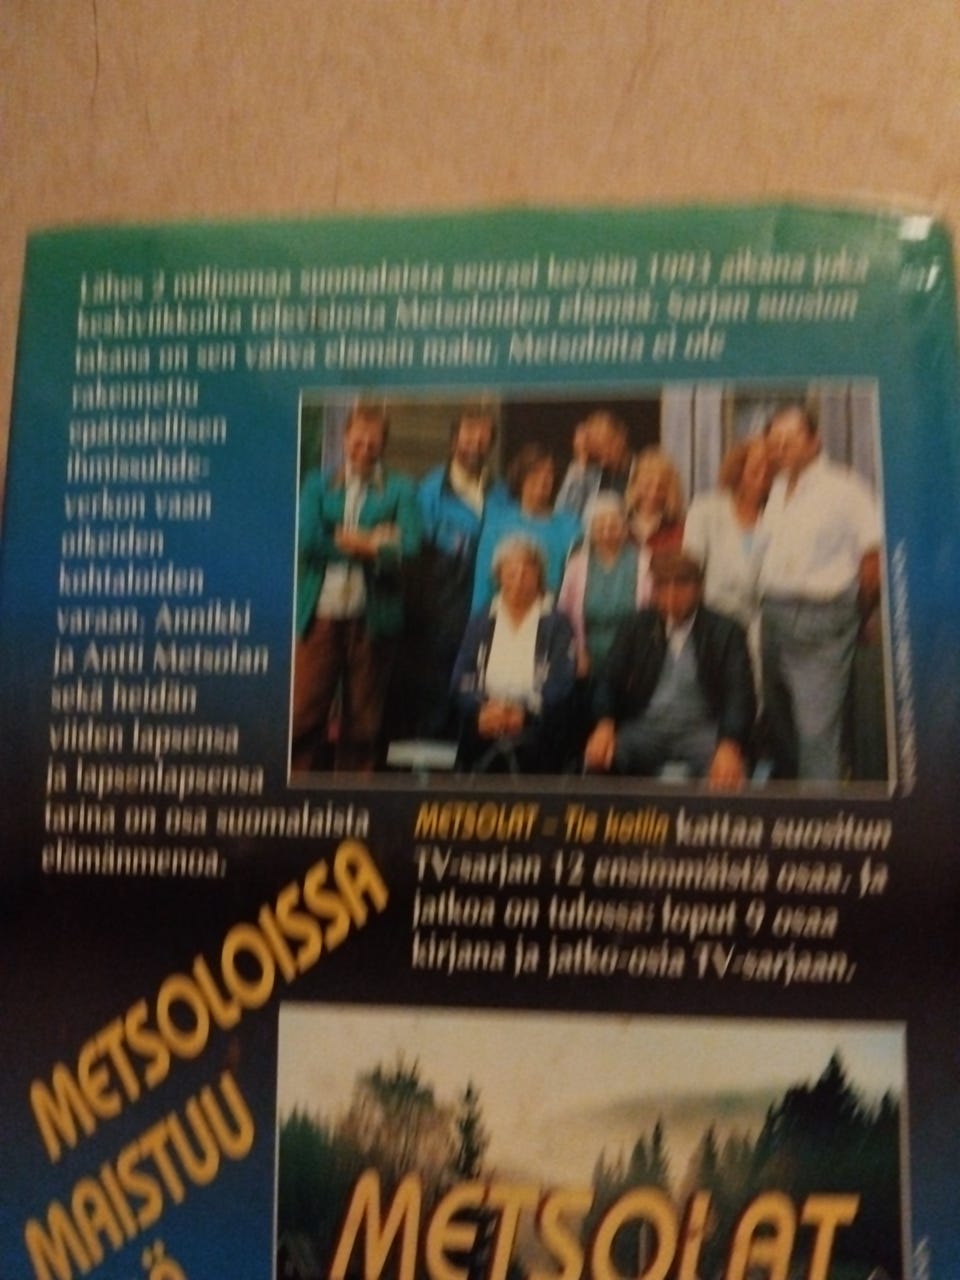 Lähes 2 miljoonaa suomalaista seurasi kevään 1993 aikana joka
keskiviikkoilta televisiosta Metsoloiden elämää. Sarjan suosion
takana on sen vahva elämän maku. Metsoloita ei ole
rakennettu
epätodellisen
ihmissuhde-
verkon vaan
oikeiden
kohtaloiden
varaan. Annikki
ja Antti Metsolan
sekä heidän
viiden lapsensa
ja lapsenlapsensa
tarina on osa suomalaista
elämänmenoa.
METSOLAT – Tie kotiin kattaa suositun
TV-sarjan 12 ensimmäistä osaa. Ja
jatkoa on tulossa: loput 9 osaa
kirjana ja jatko-osia TV-sarjaan.
METSOLOISSA
MAISTUU
METSOLAT